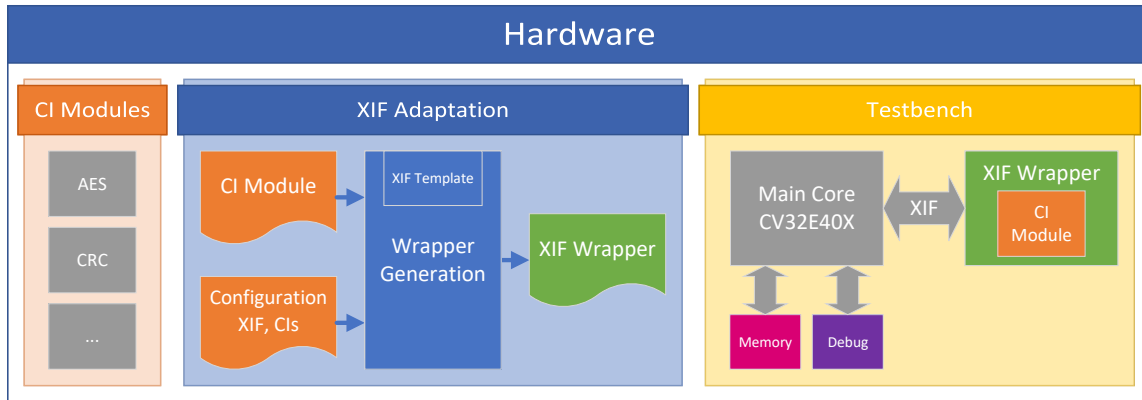 Hardware
CI Modules
AES
CRC
...
XIF Adaptation
CI Module
Configuration
XIF, CIs
XIF Template
Wrapper
Generation
XIF Wrapper
Testbench
Main Core
CV32E40X
XIF
XIF Wrapper
CI
Module
Memory
Debug